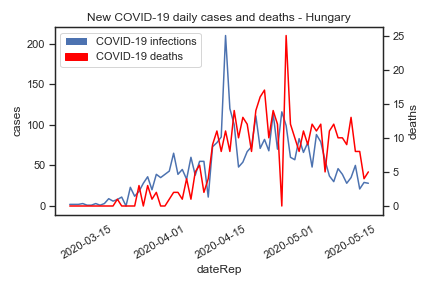 New COVID-19 daily cases and deaths - Hungary
COVID-19 infections
COVID-19 deaths
cases
200
150
100
50
0
deaths
25
20
15
10
5
0
2020-03-15
2020-04-01
2020-04-15
2020-05-01
2020-05-15
dateRep